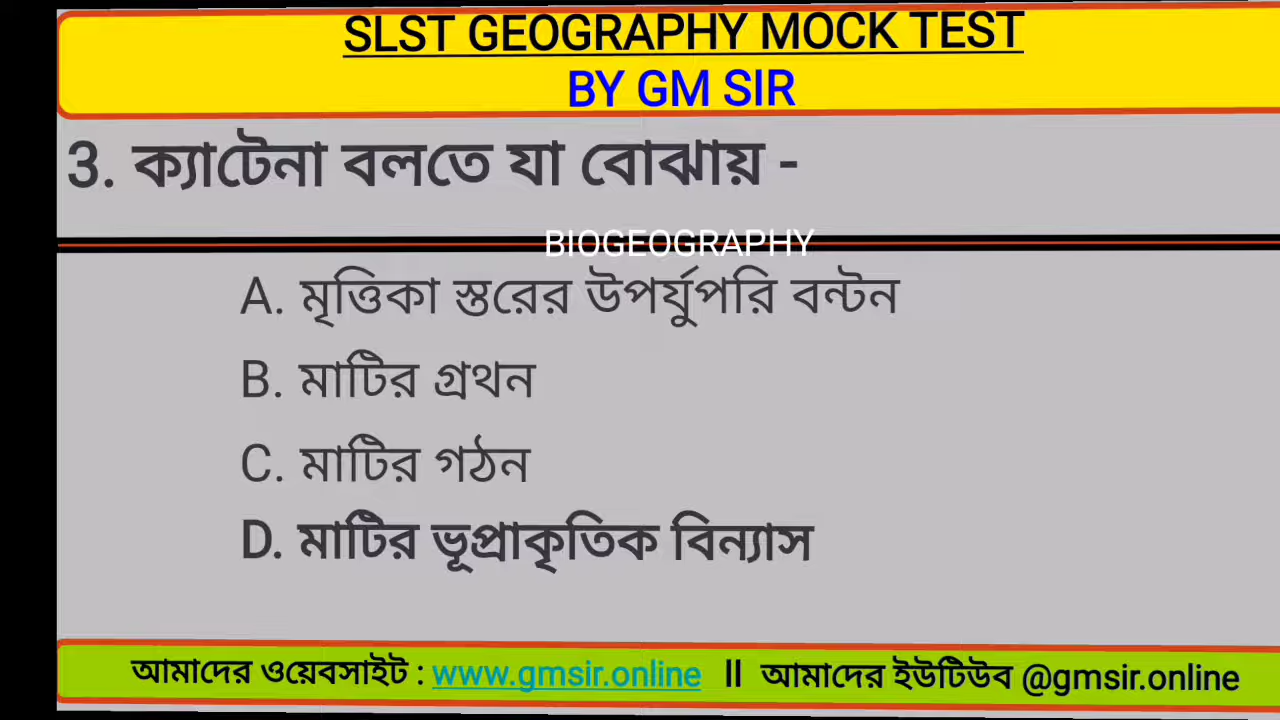 SLST GEOGRAPHY MOCK TEST
BY GM SIR
3. ক্যাটেনা বলতে যা বোঝায় -
BIOGEOGRAPHY
A. মৃত্তিকা স্তরের উপর্যুপরি বন্টন
B. মাটির গ্রথন
C. মাটির গঠন
D. মাটির ভূপ্রাকৃতিক বিন্যাস
আমাদের ওয়েবসাইট : www.gmsir.online || আমাদের ইউটিউব @gmsir.online